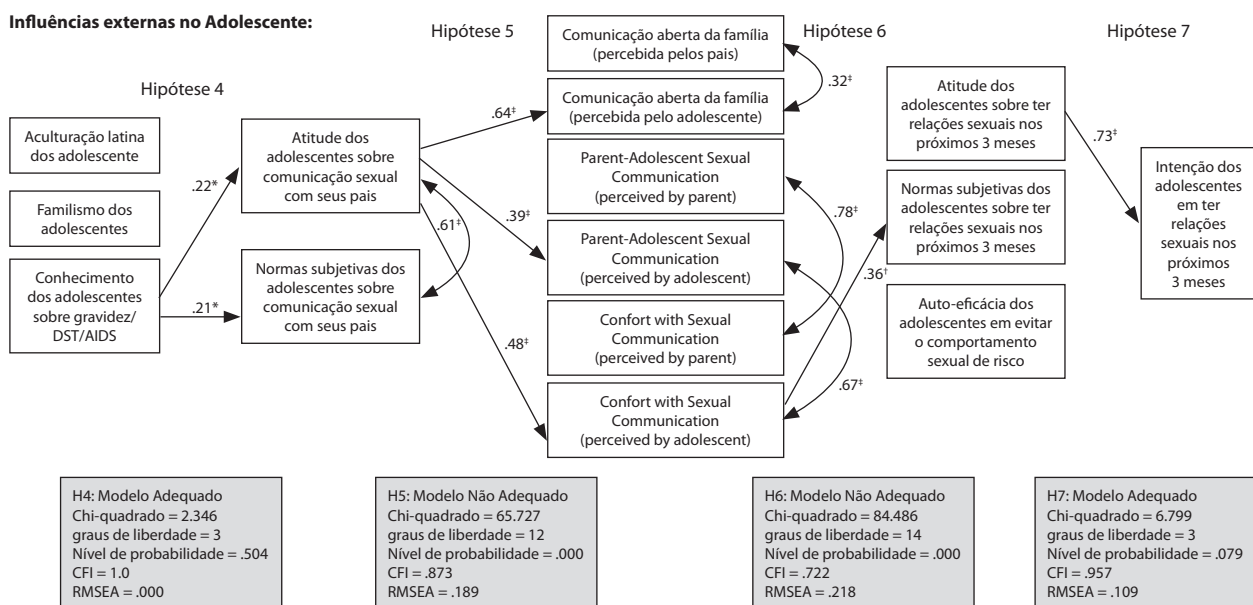 Influências externas no Adolescente:
Hipótese 4
Aculturação latina
dos adolescente
Familismo dos
adolescentes
Conhecimento
dos adolescentes
sobre gravidez/
DST/AIDS
.22*
.21*
Atitude dos
adolescentes sobre
comunicação sexual
com seus pais
.61‡
Normas subjetivas dos
adolescentes sobre
comunicação sexual
com seus pais
Hipótese 5
.64‡
.39‡
.48‡
Comunicação aberta da família
(percebida pelos pais)
Comunicação aberta da família
(percebida pelo adolescente)
Parent-Adolescent Sexual
Communication
(perceived by parent)
Parent-Adolescent Sexual
Communication
(perceived by adolescent)
Confort with Sexual
Communication
(perceived by parent)
Confort with Sexual
Communication
(perceived by adolescent)
Hipótese 6
.32‡
.78‡
.36†
.67‡
Atitude dos
adolescentes sobre ter
relações sexuais nos
próximos 3 meses
Normas subjetivas dos
adolescentes sobre ter
relações sexuais nos
próximos 3 meses
Auto-eficácia dos
adolescentes em evitar
o comportamento
sexual de risco
Hipótese 7
.73‡
Intenção dos
adolescentes
em ter
relações
sexuais nos
próximos
3 meses
H4: Modelo Adequado
Chi-quadrado = 2.346
graus de liberdade = 3
Nível de probabilidade = .504
CFI = 1.0
RMSEA = .000
H5: Modelo Não Adequado
Chi-quadrado = 65.727
graus de liberdade = 12
Nível de probabilidade = .000
CFI = .873
RMSEA = .189
H6: Modelo Não Adequado
Chi-quadrado = 84.486
graus de liberdade = 14
Nível de probabilidade = .000
CFI = .722
RMSEA = .218
H7: Modelo Adequado
Chi-quadrado = 6.799
graus de liberdade = 3
Nível de probabilidade = .079
CFI = .957
RMSEA = .109